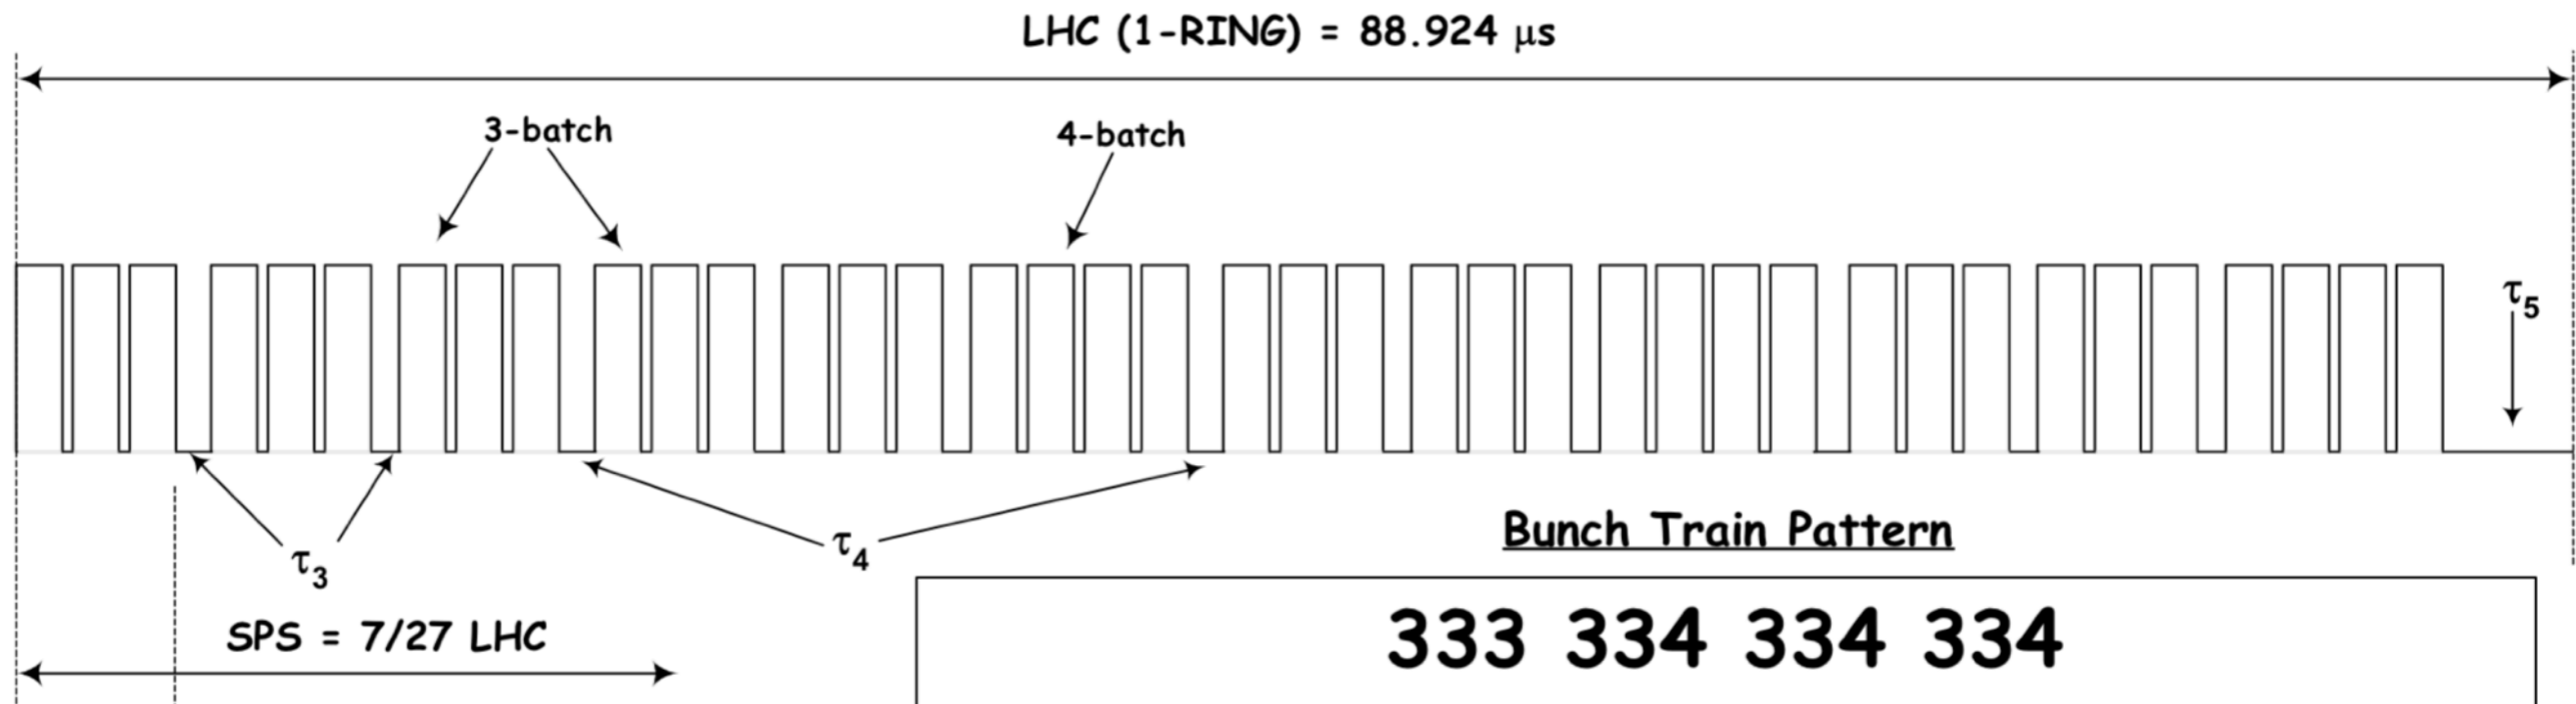 LHC (1-RING) = 88.924 μs
3-batch
4-batch
τ5
τ3
τ4
Bunch Train Pattern
SPS = 7/27 LHC
333 334 334 334